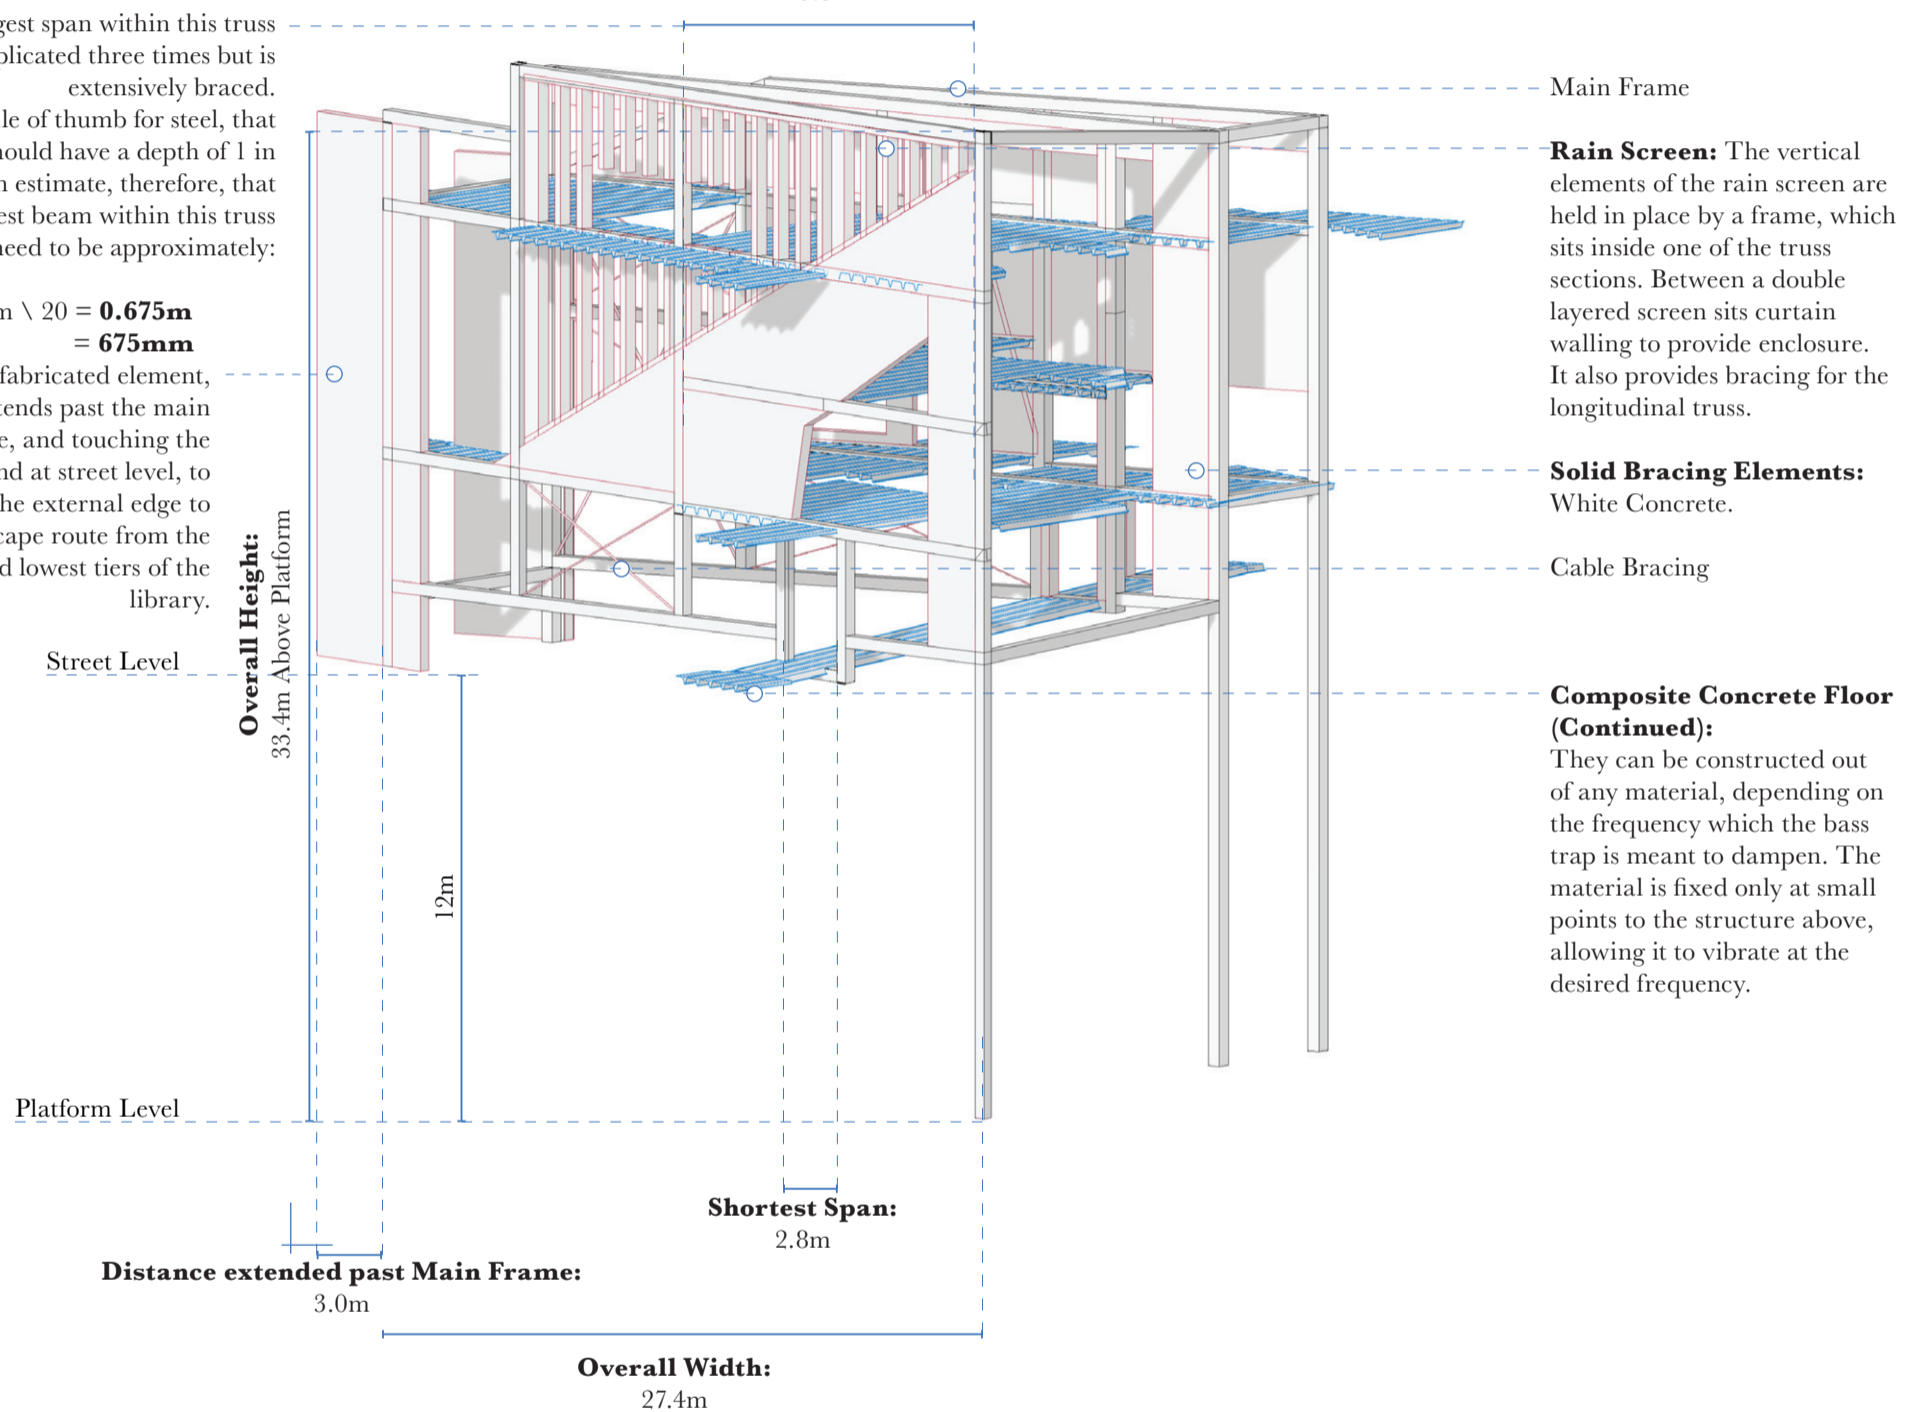 gest span within this truss
plicated three times but is
extensively braced.
le of thumb for steel, that
ould have a depth of 1 in
n estimate, therefore, that
est beam within this truss
need to be approximately:
m \ 20 = 0.675m
= 675mm
fabricated element,
tends past the main
e, and touching the
nd at street level, to
he external edge to
cape route from the
d lowest tiers of the
library.
Street Level
Overall Height:
33.4m Above Platform
12m
Platform Level
Shortest Span:
2.8m
Distance extended past Main Frame:
3.0m
Overall Width:
27.4m
Main Frame
Rain Screen: The vertical
elements of the rain screen are
held in place by a frame, which
sits inside one of the truss
sections. Between a double
layered screen sits curtain
walling to provide enclosure.
It also provides bracing for the
longitudinal truss.
Solid Bracing Elements:
White Concrete.
Cable Bracing
Composite Concrete Floor
(Continued):
They can be constructed out
of any material, depending on
the frequency which the bass
trap is meant to dampen. The
material is fixed only at small
points to the structure above,
allowing it to vibrate at the
desired frequency.